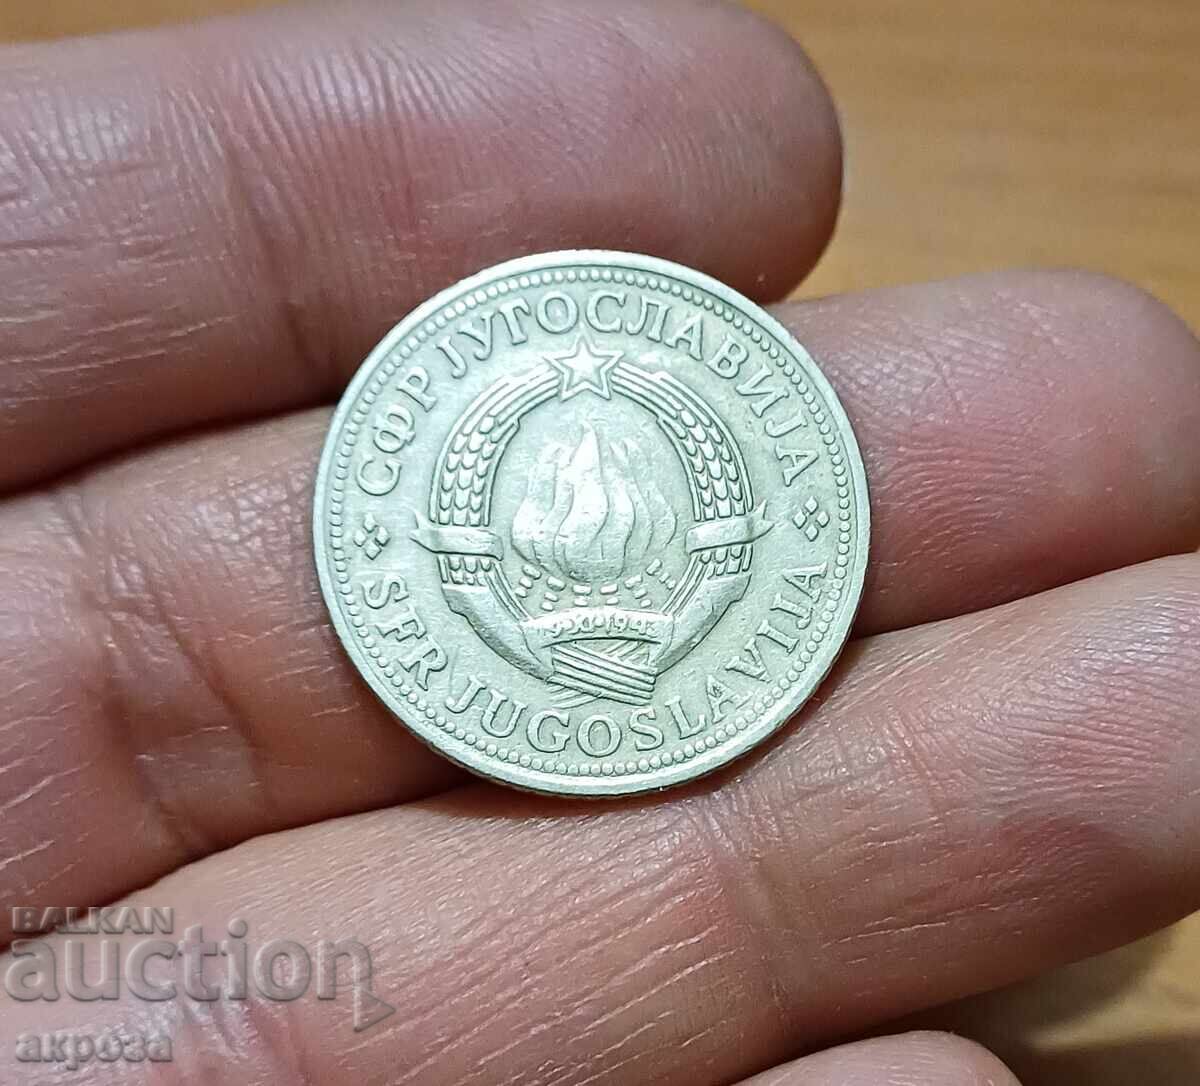 СФР ЈУГОСЛАВИЈА
SFR JUGOSLAVIJA
29·XI·1943
BALKAN
auction
акроза